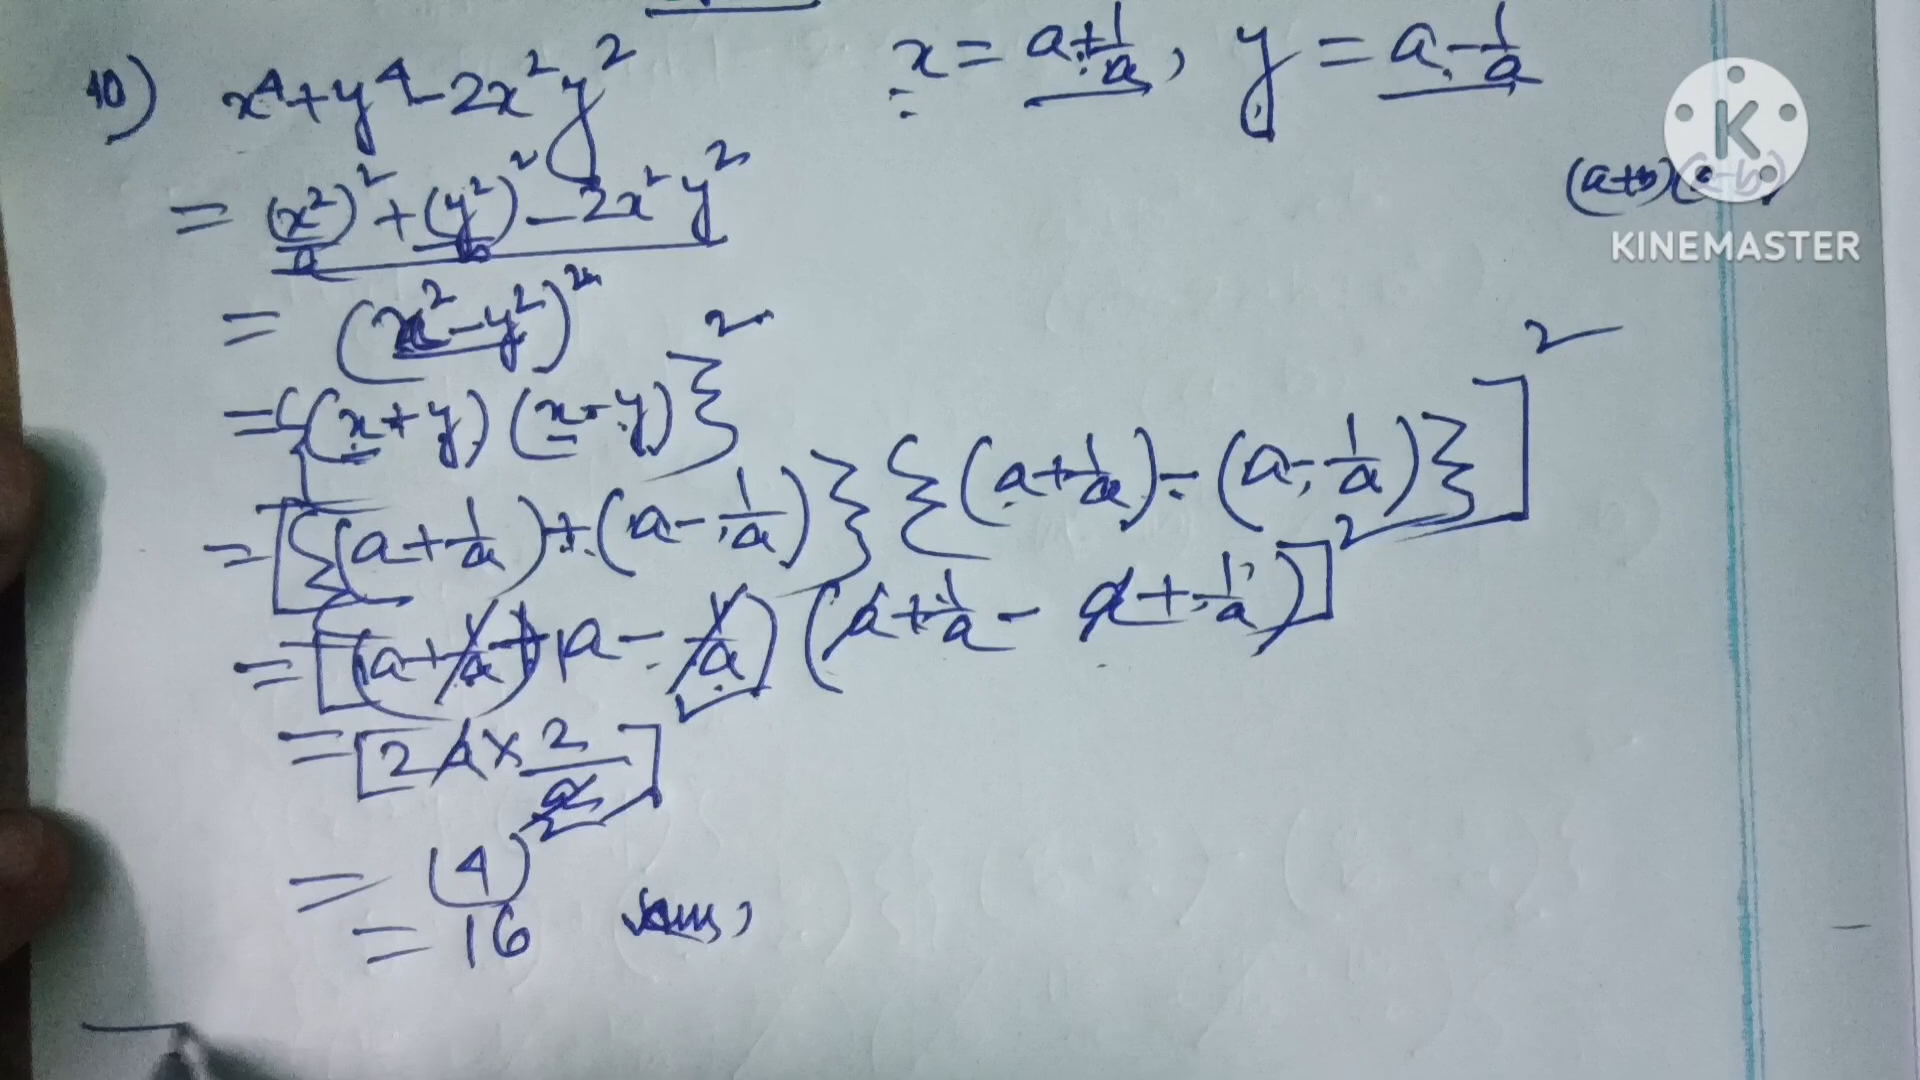 10) x⁴+y⁴-2x²y² x = a+1/a, y = a-1/a
(a+b)(a-b)
KINEMASTER
= (x²)²+(y²)²-2x²y²
a b
= (x²-y²)²
= {(x+y)(x-y)}²
= [{(a+1/a)+(a-1/a)}{(a+1/a)-(a-1/a)}]²
= [(a+1/a+a-1/a)(a+1/a-a+1/a)]²
= [2a×2/a]²
= (4)²
= 16 ans,